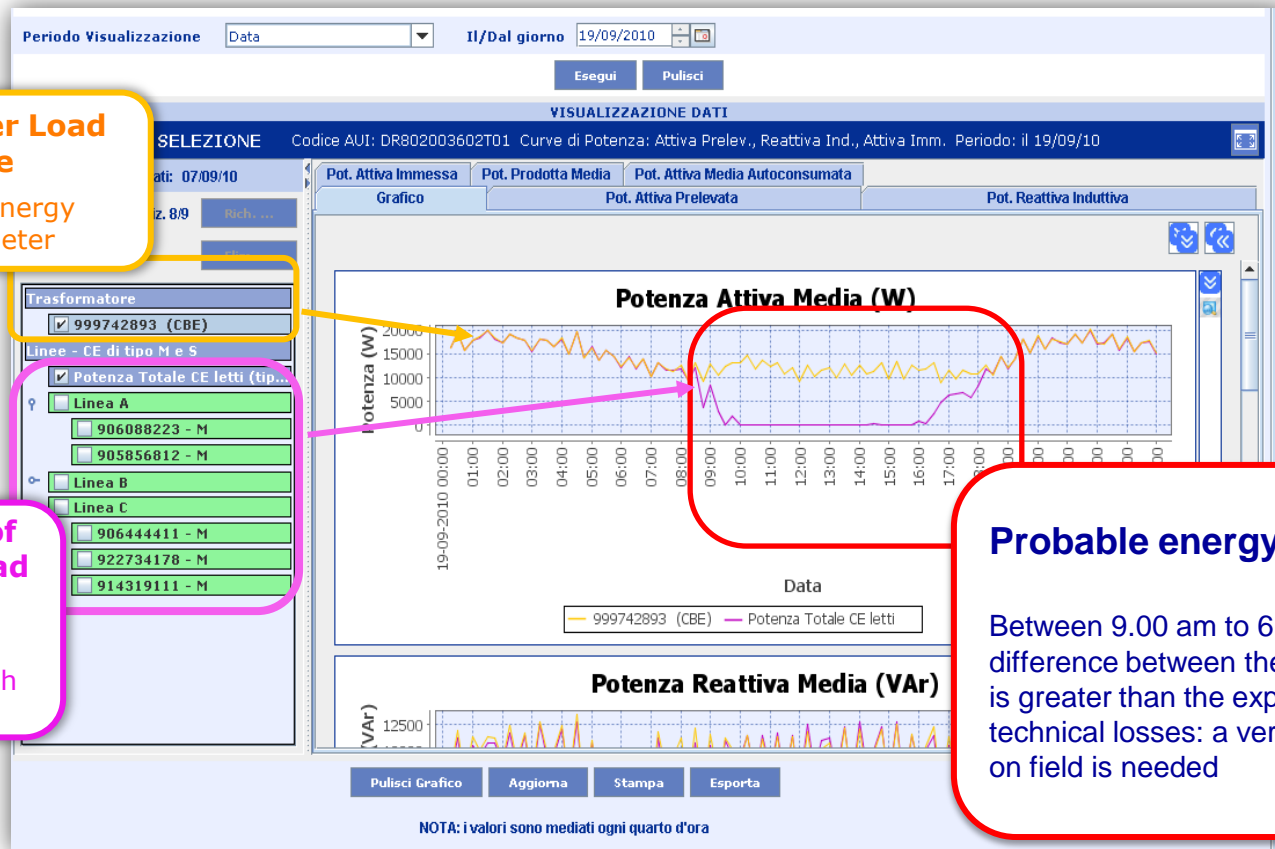 Periodo Visualizzazione Data Il/Dal giorno 19/09/2010
Esegui Pulisci
VISUALIZZAZIONE DATI
SELEZIONE Codice AUI: DR802003602T01 Curve di Potenza: Attiva Prelev., Reattiva Ind., Attiva Imm. Periodo: il 19/09/10
er Load
e
nergy
eter
ati: 07/09/10
iz. 8/9 Rich. ...
Pot. Attiva Immessa Pot. Prodotta Media Pot. Attiva Media Autoconsumata
Grafico Pot. Attiva Prelevata Pot. Reattiva Induttiva
Trasformatore
999742893 (CBE)
Linee - CE di tipo M e S
Potenza Totale CE letti (tip...
Linea A
906088223 - M
905856812 - M
Linea B
Linea C
906444411 - M
922734178 - M
914319111 - M
of
ad
h
Potenza Attiva Media (W)
Potenza (W)
20000
15000
10000
5000
0
19-09-2010 00:00 01:00 02:00 03:00 04:00 05:00 06:00 07:00 08:00 09:00 10:00 11:00 12:00 13:00 14:00 15:00 16:00 17:00
Data
999742893 (CBE) Potenza Totale CE letti
Probable energy
Between 9.00 am to 6
difference between the
is greater than the exp
technical losses: a ver
on field is needed
Potenza Reattiva Media (VAr)
(VAr)
12500
Pulisci Grafico Aggiorna Stampa Esporta
NOTA: i valori sono mediati ogni quarto d'ora